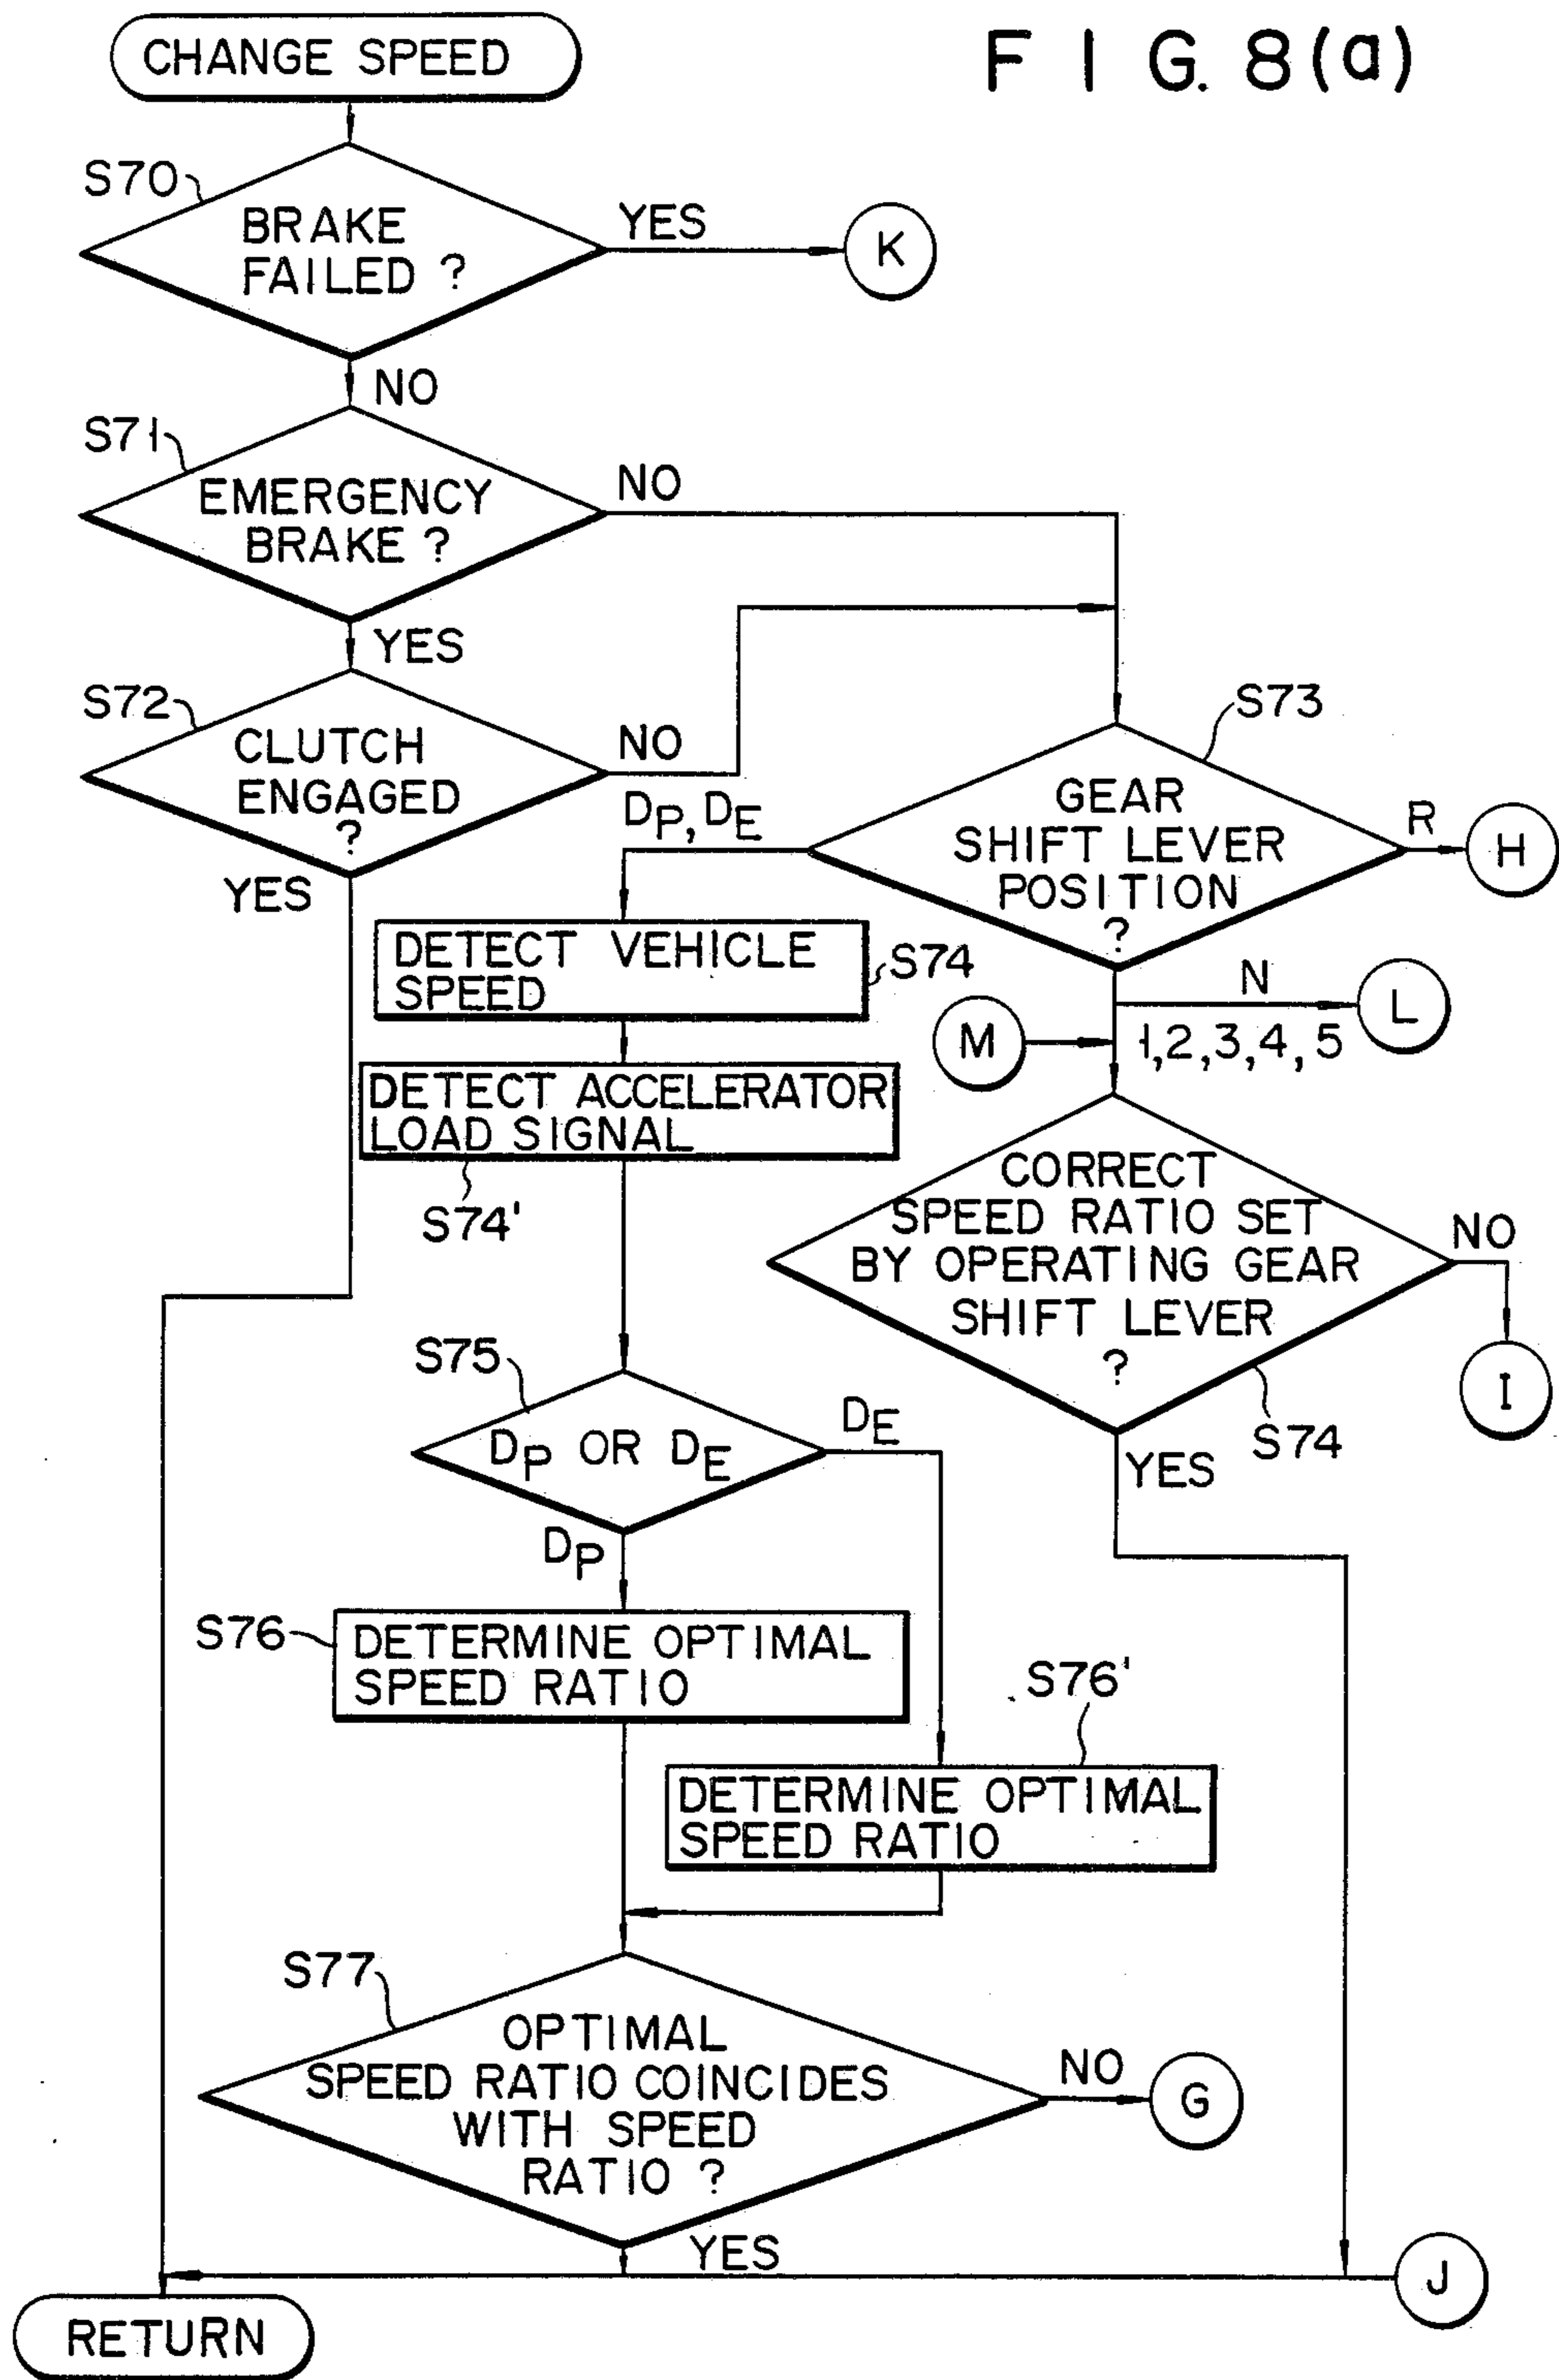 FIG. 8(a)
CHANGE SPEED
S70
BRAKE
FAILED ?
YES
K
NO
S71
EMERGENCY
BRAKE ?
NO
YES
S72
CLUTCH
ENGAGED
?
NO
YES
S73
GEAR
SHIFT LEVER
POSITION
?
DP, DE
R
H
DETECT VEHICLE
SPEED
S74
N
L
M
1,2,3,4,5
DETECT ACCELERATOR
LOAD SIGNAL
S74'
CORRECT
SPEED RATIO SET
BY OPERATING GEAR
SHIFT LEVER
?
NO
I
S74
YES
S75
DP OR DE
DE
DP
S76
DETERMINE OPTIMAL
SPEED RATIO
S76'
DETERMINE OPTIMAL
SPEED RATIO
S77
OPTIMAL
SPEED RATIO COINCIDES
WITH SPEED
RATIO ?
NO
G
YES
J
RETURN